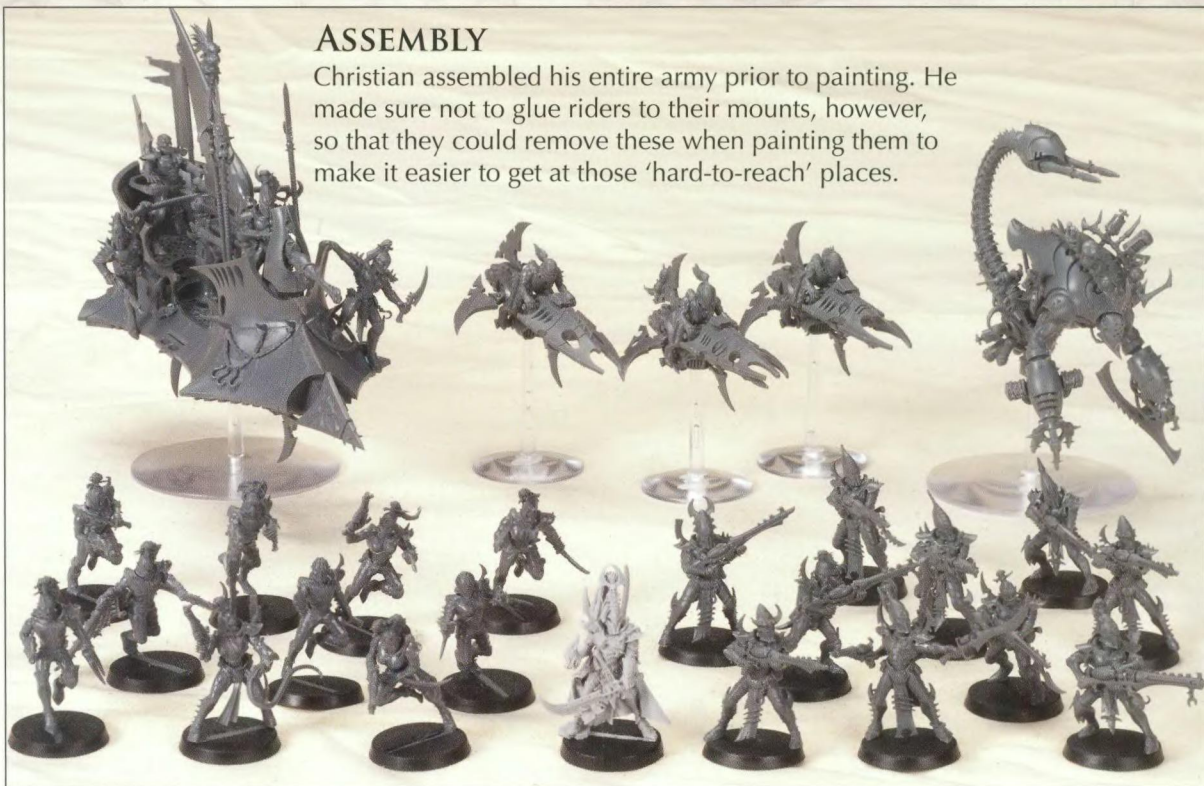 ASSEMBLY
Christian assembled his entire army prior to painting. He
made sure not to glue riders to their mounts, however,
so that they could remove these when painting them to
make it easier to get at those ‘hard-to-reach’ places.